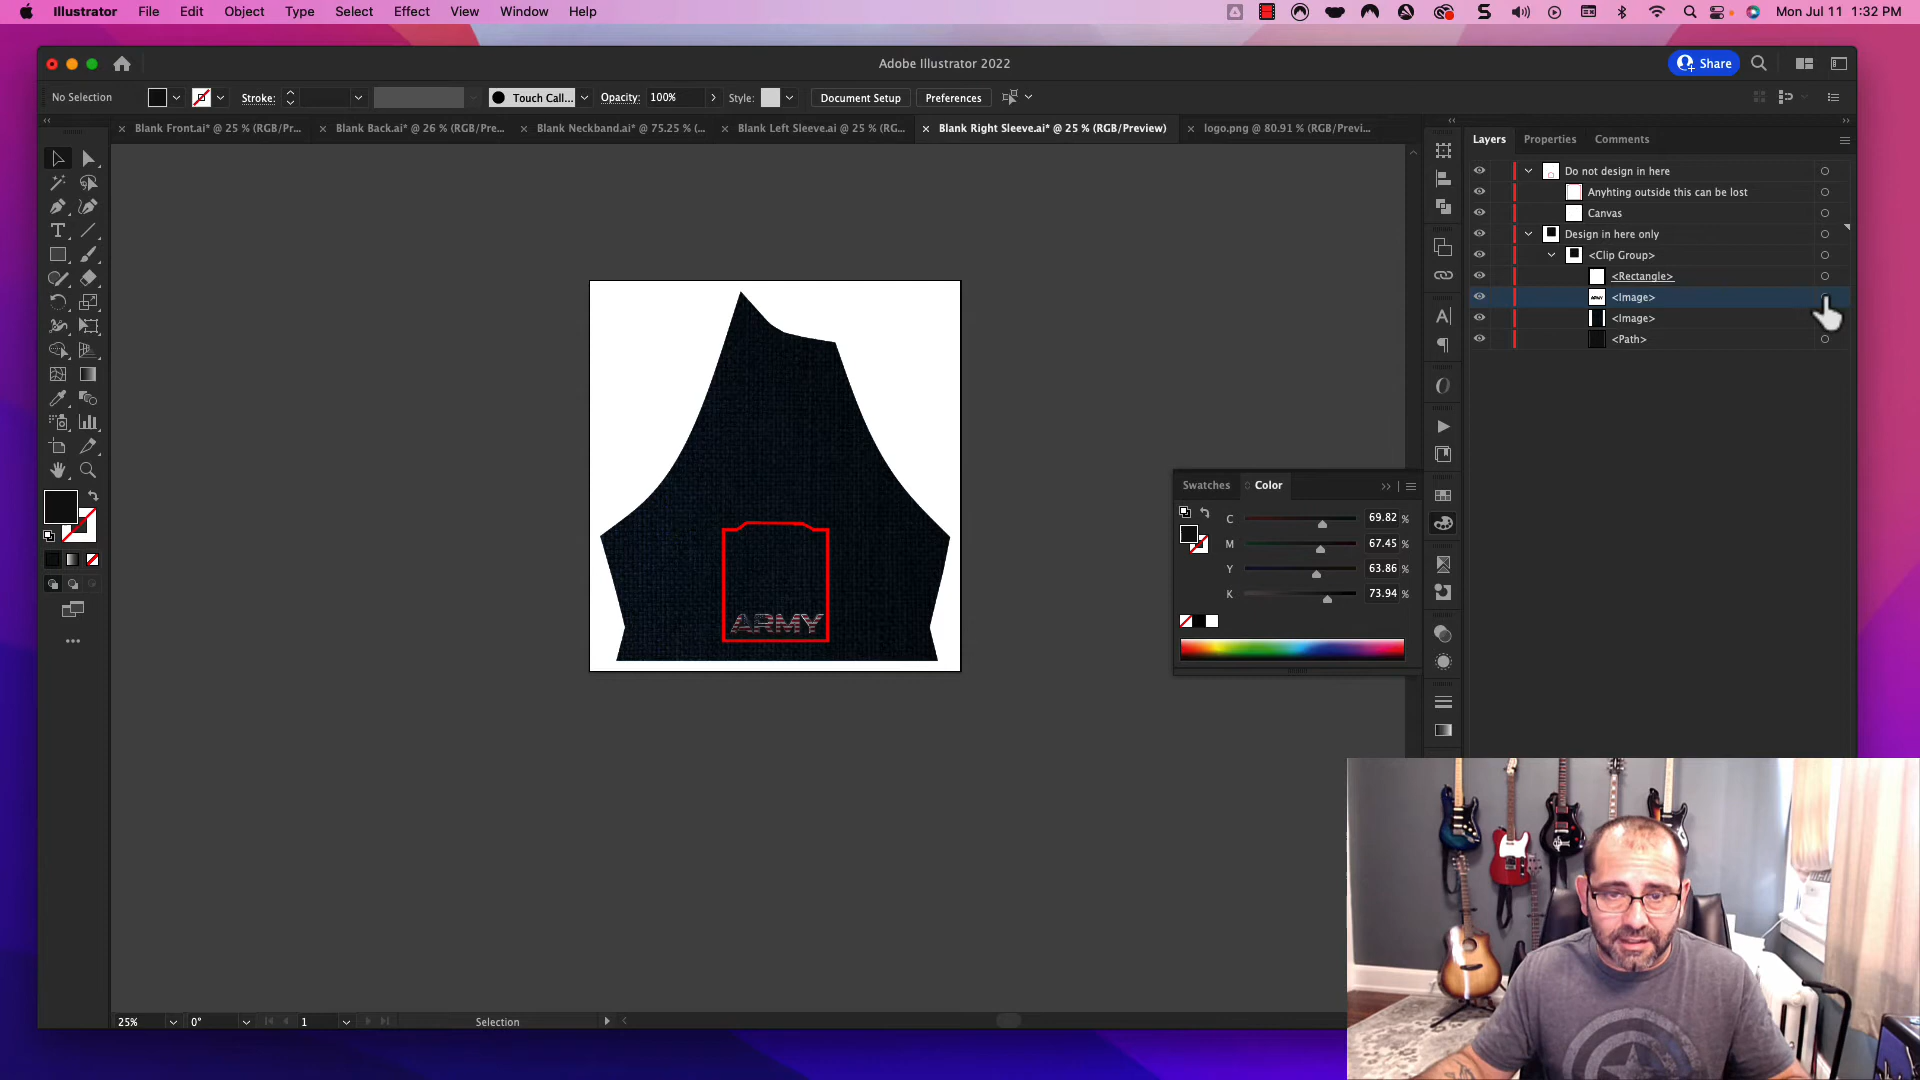 Illustrator File Edit Object Type Select Effect View Window Help
Mon Jul 11 1:32 PM
Adobe Illustrator 2022
Share
No Selection
Stroke:
Touch Call...
Opacity: 100%
Style:
Document Setup
Preferences
Blank Front.ai* @ 25 % (RGB/Pr...
Blank Back.ai* @ 26 % (RGB/Pre...
Blank Neckband.ai* @ 75.25 % (...
Blank Left Sleeve.ai @ 25 % (RG...
Blank Right Sleeve.ai* @ 25 % (RGB/Preview)
logo.png @ 80.91 % (RGB/Previ...
Layers Properties Comments
Do not design in here
Anyhting outside this can be lost
Canvas
Design in here only
<Clip Group>
<Rectangle>
<Image>
<Image>
<Path>
Swatches Color
C 69.82 %
M 67.45 %
Y 63.86 %
K 73.94 %
ARMY
25% 0° 1 Selection